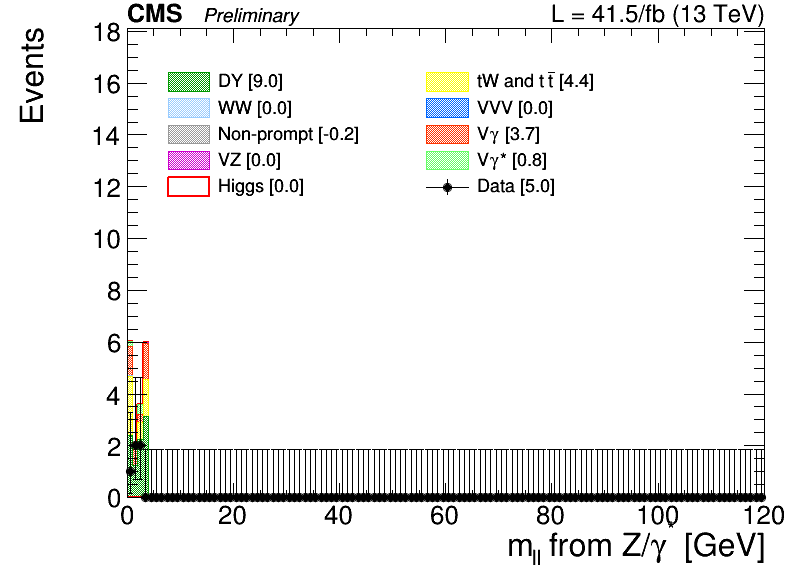 CMS Preliminary L = 41.5/fb (13 TeV)
Events
18
16
14
12
10
8
6
4
2
0
DY [9.0]
WW [0.0]
Non-prompt [-0.2]
VZ [0.0]
Higgs [0.0]
tW and tt̅ [4.4]
VVV [0.0]
Vγ [3.7]
Vγ* [0.8]
Data [5.0]
0 20 40 60 80 100 120
m_ll from Z/γ* [GeV]